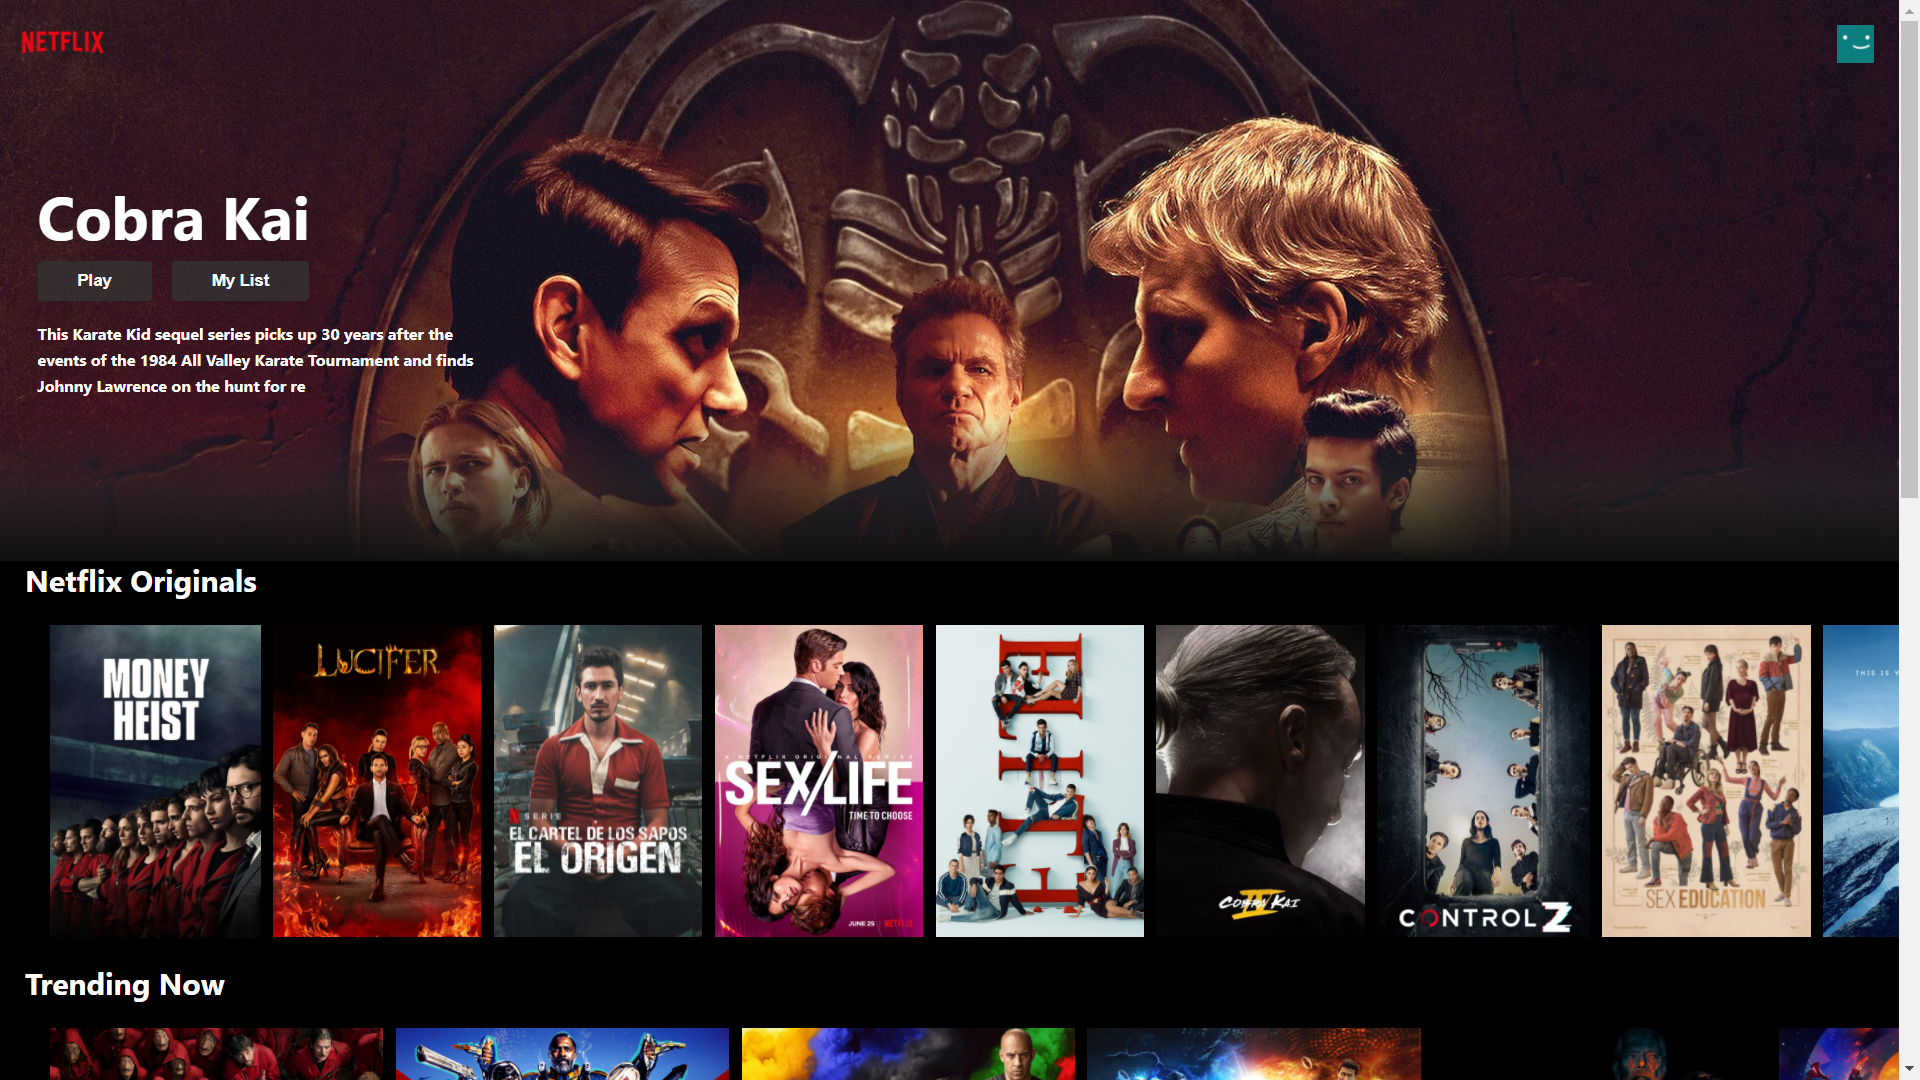 NETFLIX
Cobra Kai
Play
My List
This Karate Kid sequel series picks up 30 years after the
events of the 1984 All Valley Karate Tournament and finds
Johnny Lawrence on the hunt for re
Netflix Originals
MONEY
HEIST
LUCIFER
N SERIE
EL CARTEL DE LOS SAPOS
EL ORIGEN
A NETFLIX ORIGINAL SERIES
SEX/LIFE
TIME TO CHOOSE
JUNE 25
NETFLIX
ELITE
COBRA KAI
IV
CONTROL Z
SEX EDUCATION
THIS IS
Trending Now